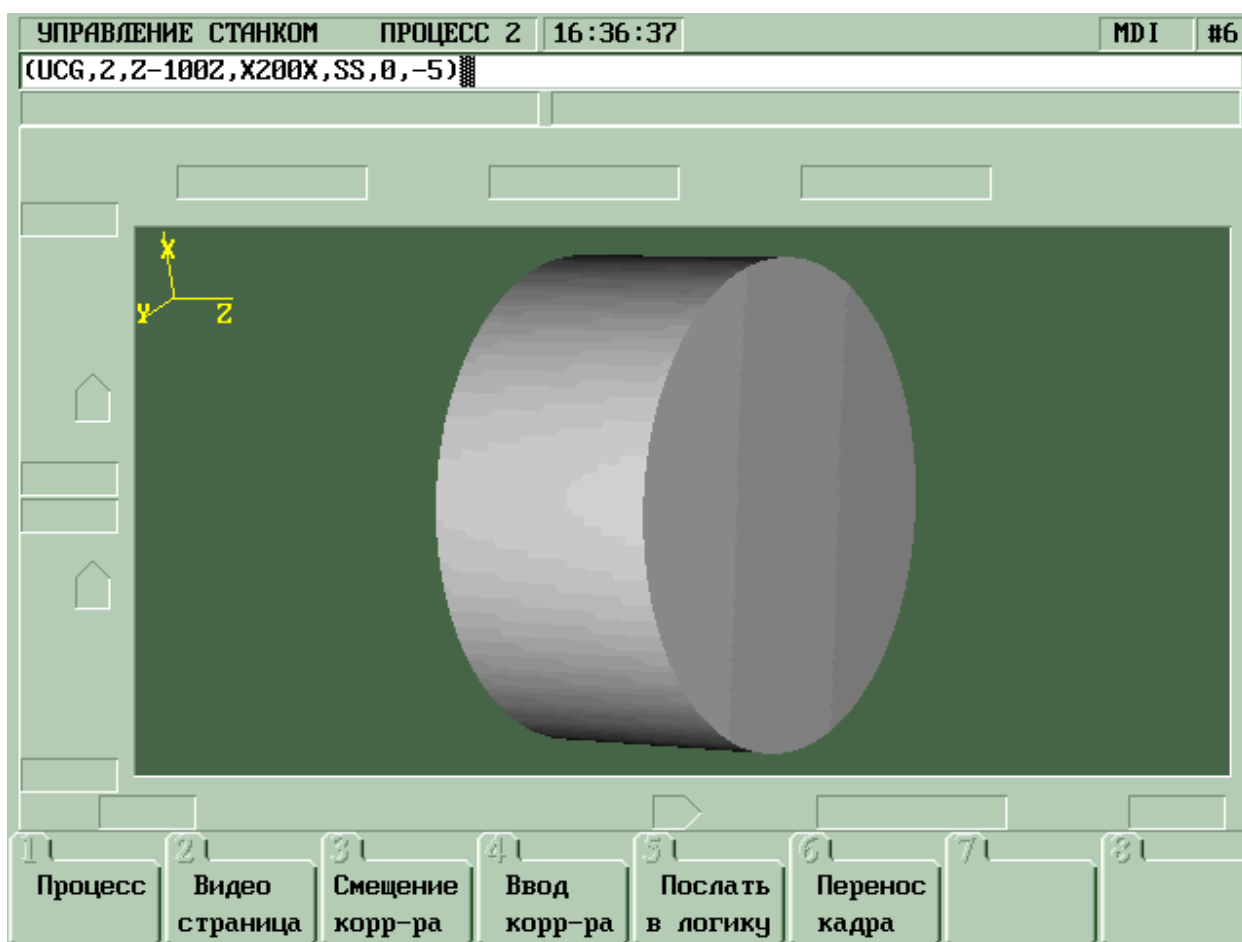 УПРАВЛЕНИЕ СТАНКОМ ПРОЦЕСС 2 16:36:37 MDI #6
(UCG,2,Z-100Z,X200X,SS,0,-5)
X
Y Z
1 2 3 4 5 6 7 8
Процесс Видео Смещение Ввод Послать Перенос
страница корр-ра корр-ра в логику кадра